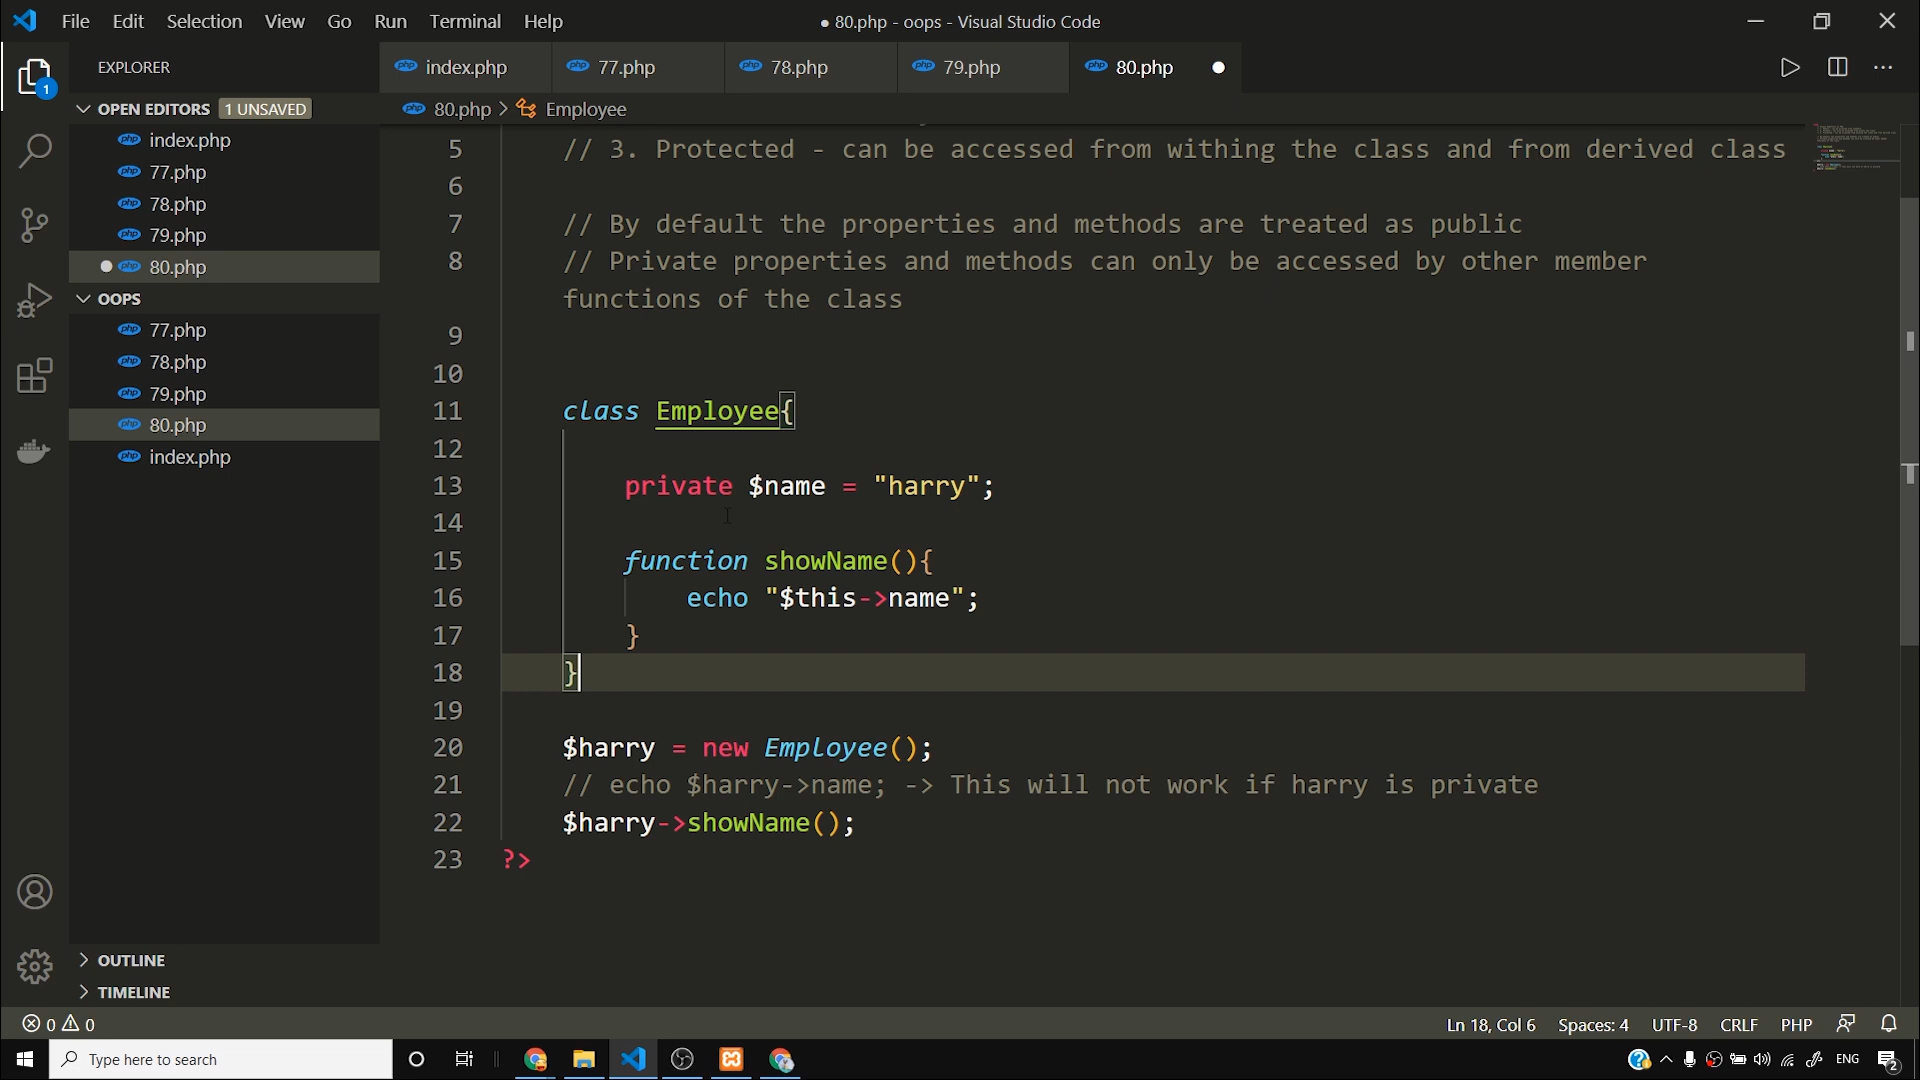 File Edit Selection View Go Run Terminal Help
● 80.php - oops - Visual Studio Code
EXPLORER
index.php
77.php
78.php
79.php
80.php
OPEN EDITORS 1 UNSAVED
80.php > Employee
index.php
77.php
78.php
79.php
80.php
OOPS
77.php
78.php
79.php
80.php
index.php
OUTLINE
TIMELINE
5 // 3. Protected - can be accessed from withing the class and from derived class
6
7 // By default the properties and methods are treated as public
8 // Private properties and methods can only be accessed by other member
functions of the class
9
10
11 class Employee{
12
13 private $name = "harry";
14
15 function showName(){
16 echo "$this->name";
17 }
18 }
19
20 $harry = new Employee();
21 // echo $harry->name; -> This will not work if harry is private
22 $harry->showName();
23 ?>
0 0
Ln 18, Col 6 Spaces: 4 UTF-8 CRLF PHP
Type here to search
ENG
2